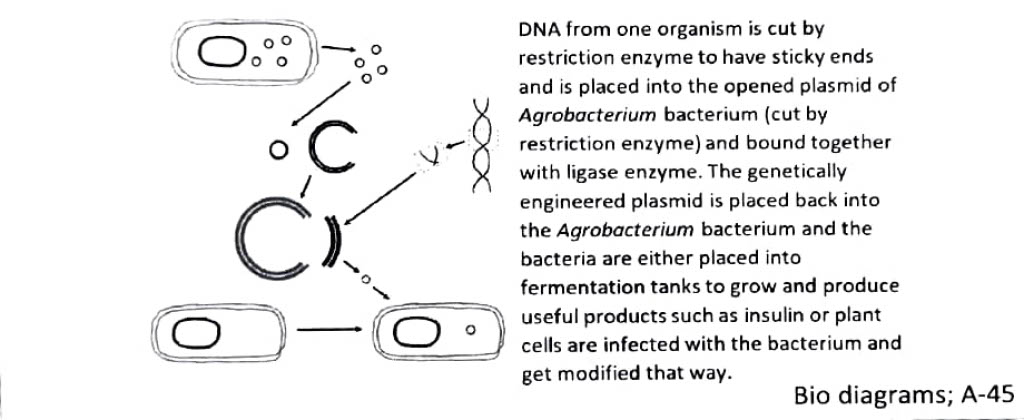 DNA from one organism is cut by
restriction enzyme to have sticky ends
and is placed into the opened plasmid of
Agrobacterium bacterium (cut by
restriction enzyme) and bound together
with ligase enzyme. The genetically
engineered plasmid is placed back into
the Agrobacterium bacterium and the
bacteria are either placed into
fermentation tanks to grow and produce
useful products such as insulin or plant
cells are infected with the bacterium and
get modified that way.
Bio diagrams; A-45